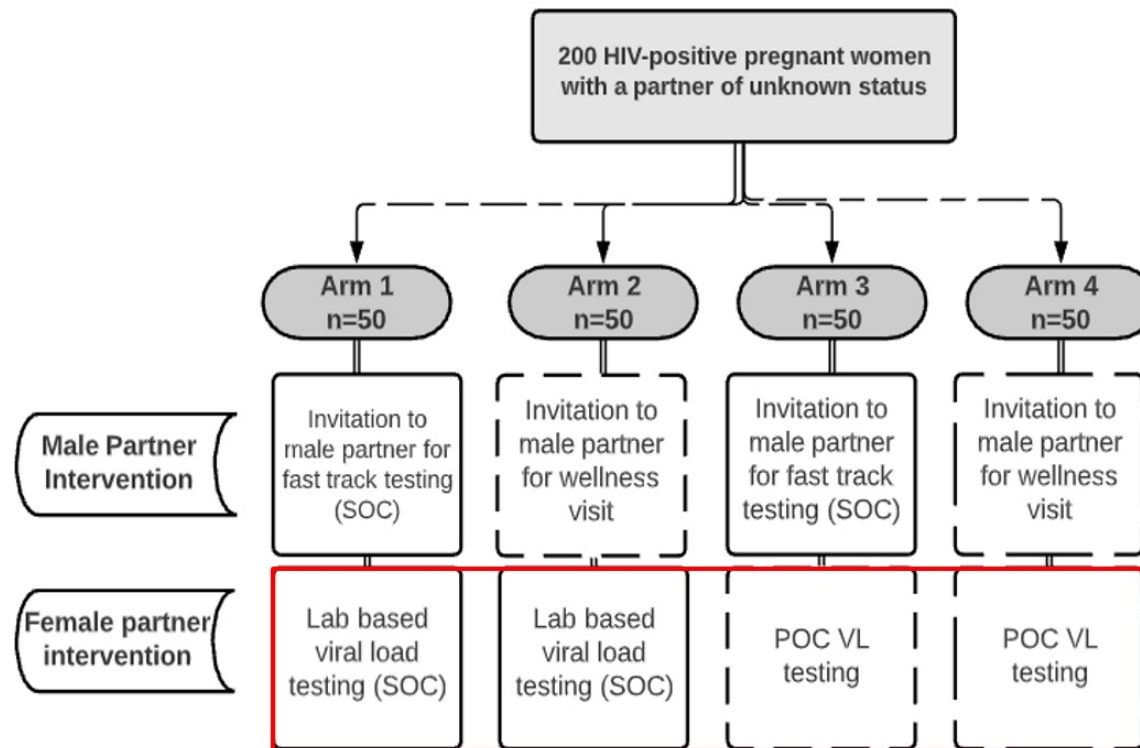 200 HIV-positive pregnant women
with a partner of unknown status
Arm 1
n=50
Arm 2
n=50
Arm 3
n=50
Arm 4
n=50
Male Partner
Intervention
Invitation to
male partner for
fast track testing
(SOC)
Invitation to
male partner
for wellness
visit
Invitation to
male partner
for fast track
testing (SOC)
Invitation to
male partner
for wellness
visit
Female partner
intervention
Lab based
viral load
testing (SOC)
Lab based
viral load
testing (SOC)
POC VL
testing
POC VL
testing